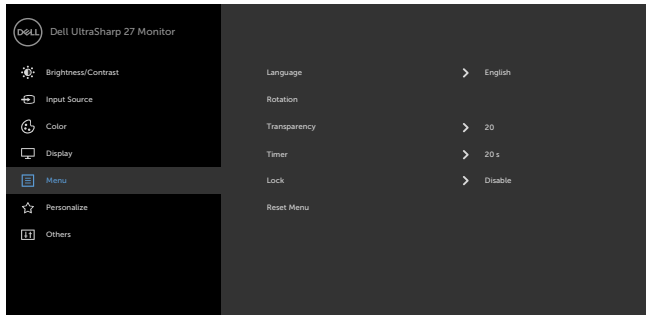 DELL Dell UltraSharp 27 Monitor
Brightness/Contrast
Input Source
Color
Display
Menu
Personalize
Others
Language English
Rotation
Transparency 20
Timer 20 s
Lock Disable
Reset Menu